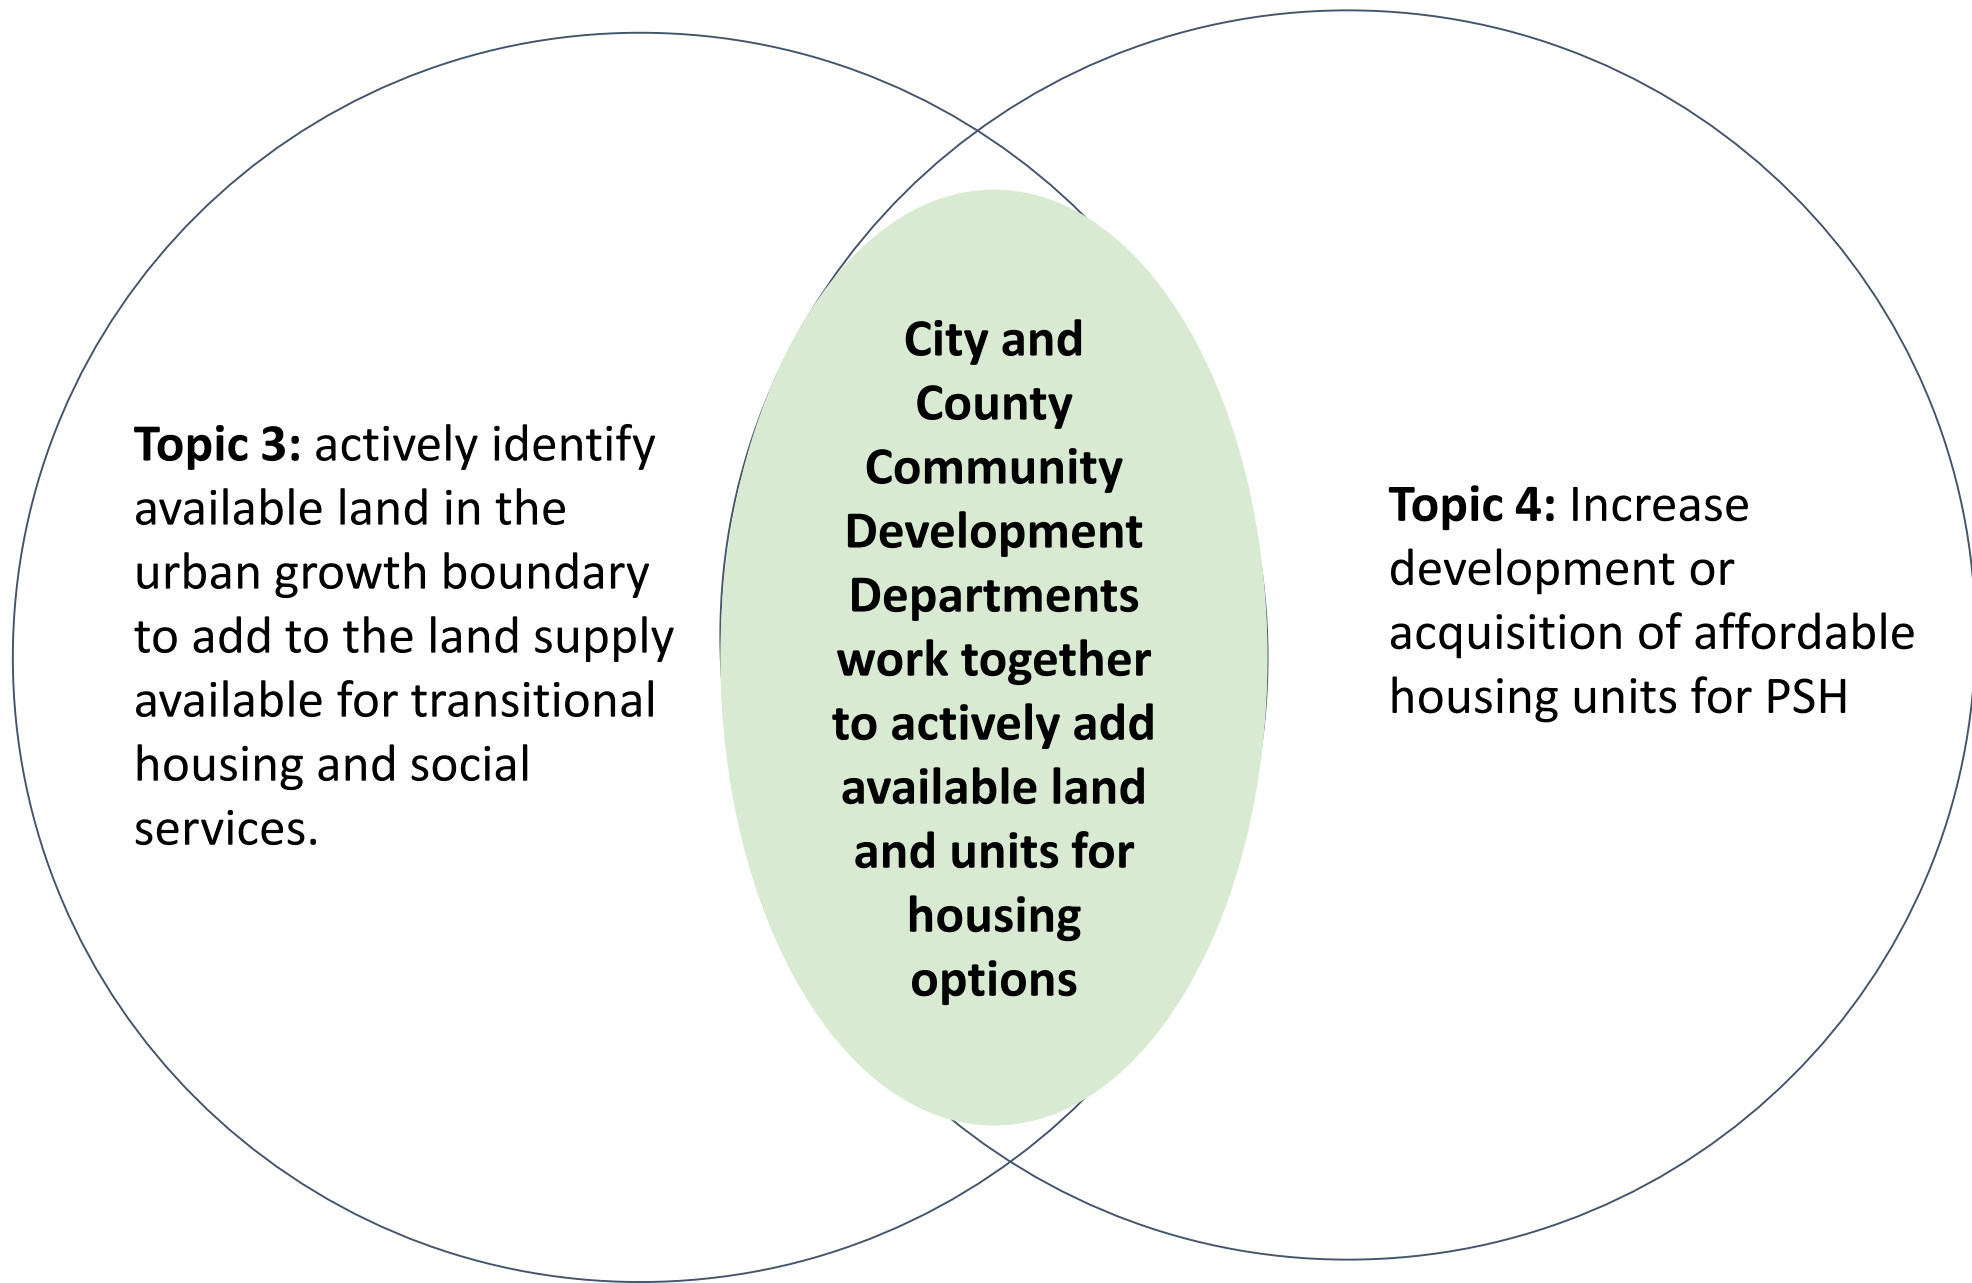 Topic 3: actively identify
available land in the
urban growth boundary
to add to the land supply
available for transitional
housing and social
services.
City and
County
Community
Development
Departments
work together
to actively add
available land
and units for
housing
options
Topic 4: Increase
development or
acquisition of affordable
housing units for PSH